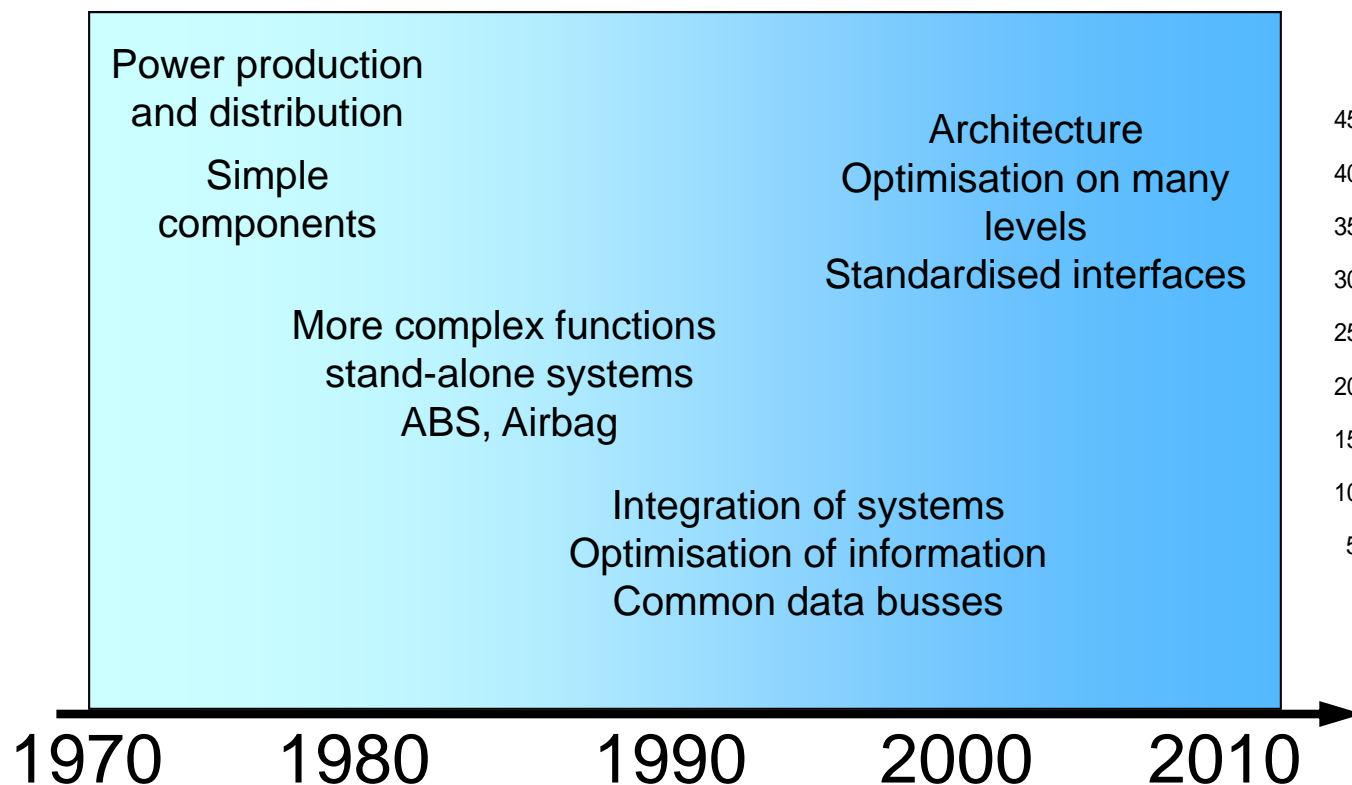 Power production
and distribution
Simple
components
Architecture
Optimisation on many
levels
Standardised interfaces
More complex functions
stand-alone systems
ABS, Airbag
Integration of systems
Optimisation of information
Common data busses
1970 1980 1990 2000 2010